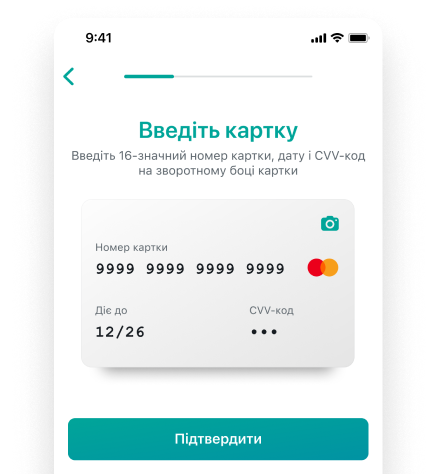 9:41
Введіть картку
Введіть 16-значний номер картки, дату і CVV-код
на зворотному боці картки
Номер картки
9999 9999 9999 9999
Діє до
CVV-код
12/26
•••
Підтвердити